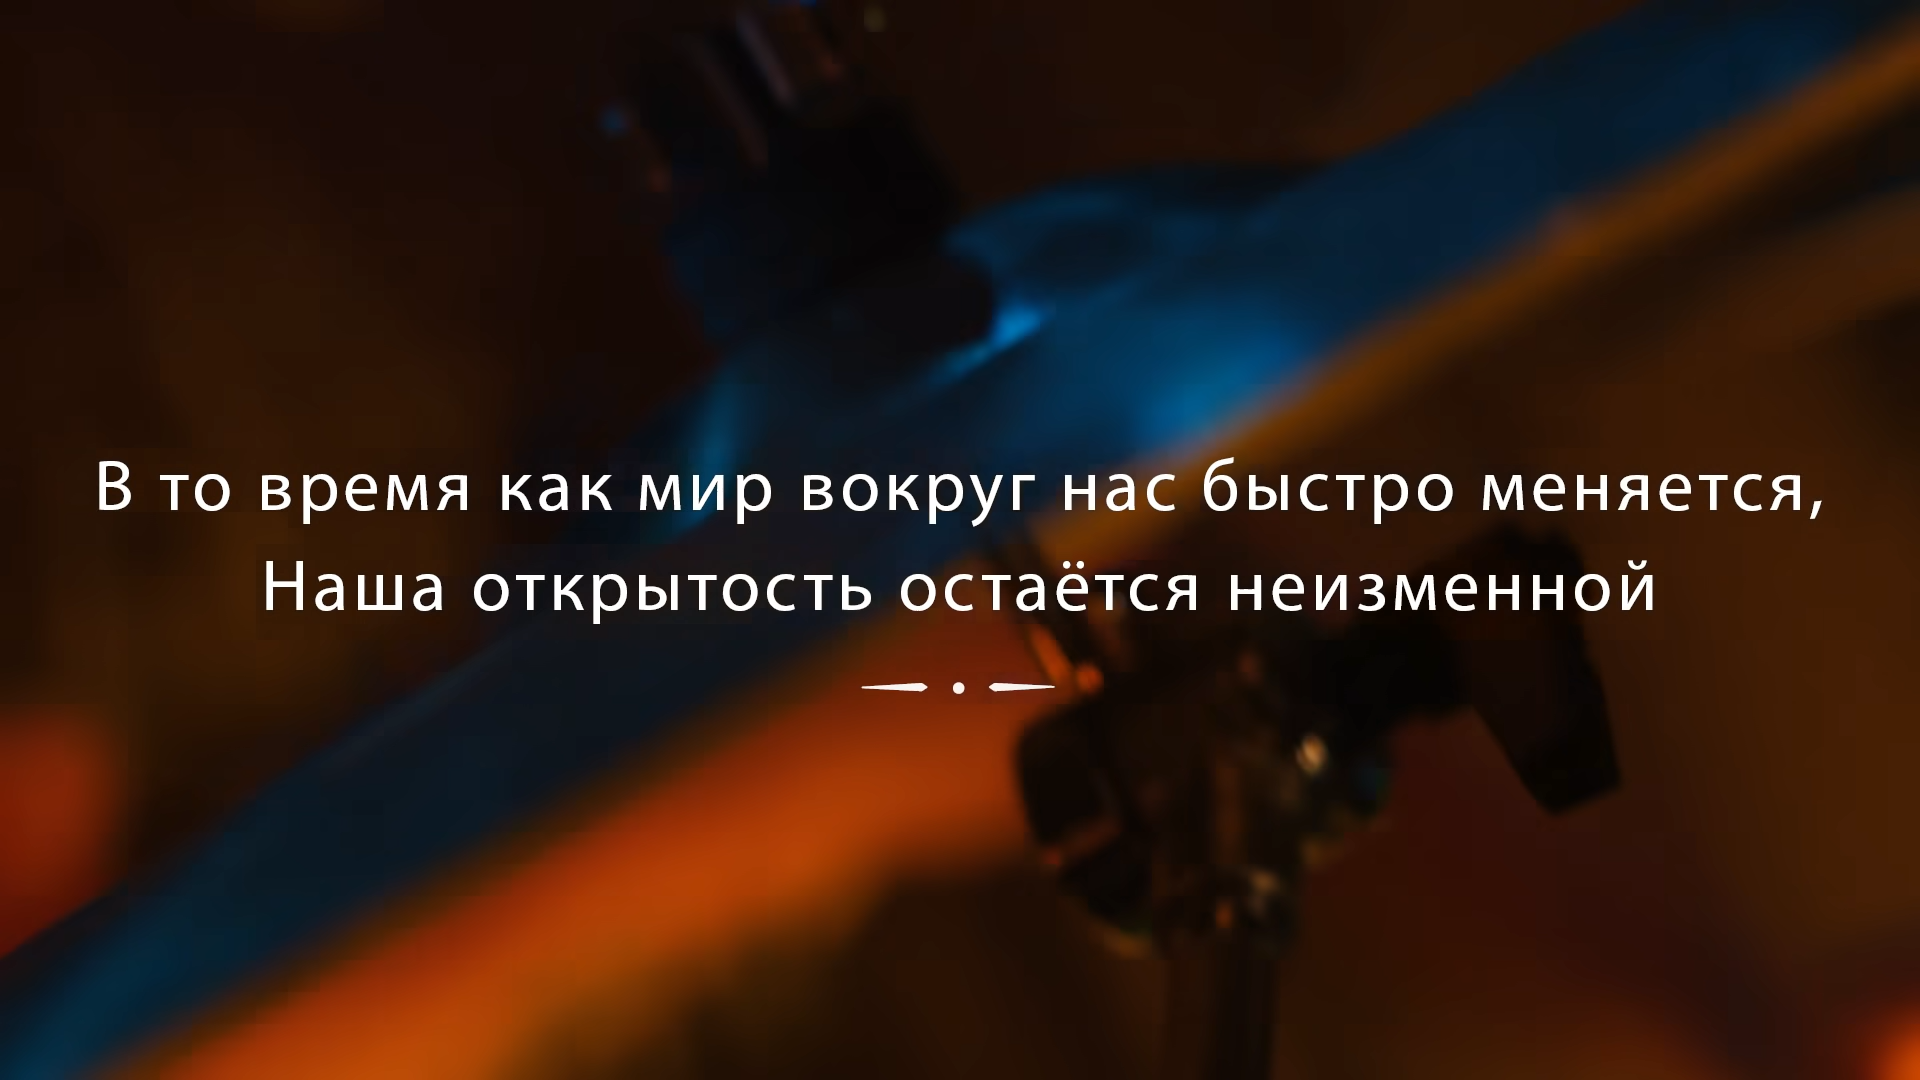 В то время как мир вокруг нас быстро меняется,
Наша открытость остаётся неизменной